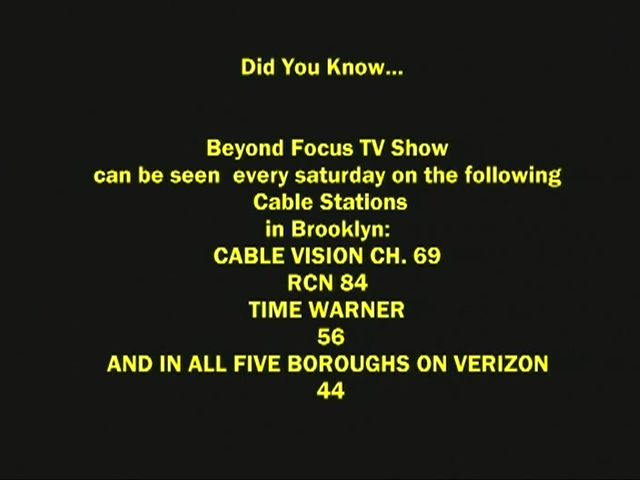 Did You Know...
Beyond Focus TV Show
can be seen  every saturday on the following
Cable Stations
in Brooklyn:
CABLE VISION CH. 69
RCN 84
TIME WARNER
56
AND IN ALL FIVE BOROUGHS ON VERIZON
44